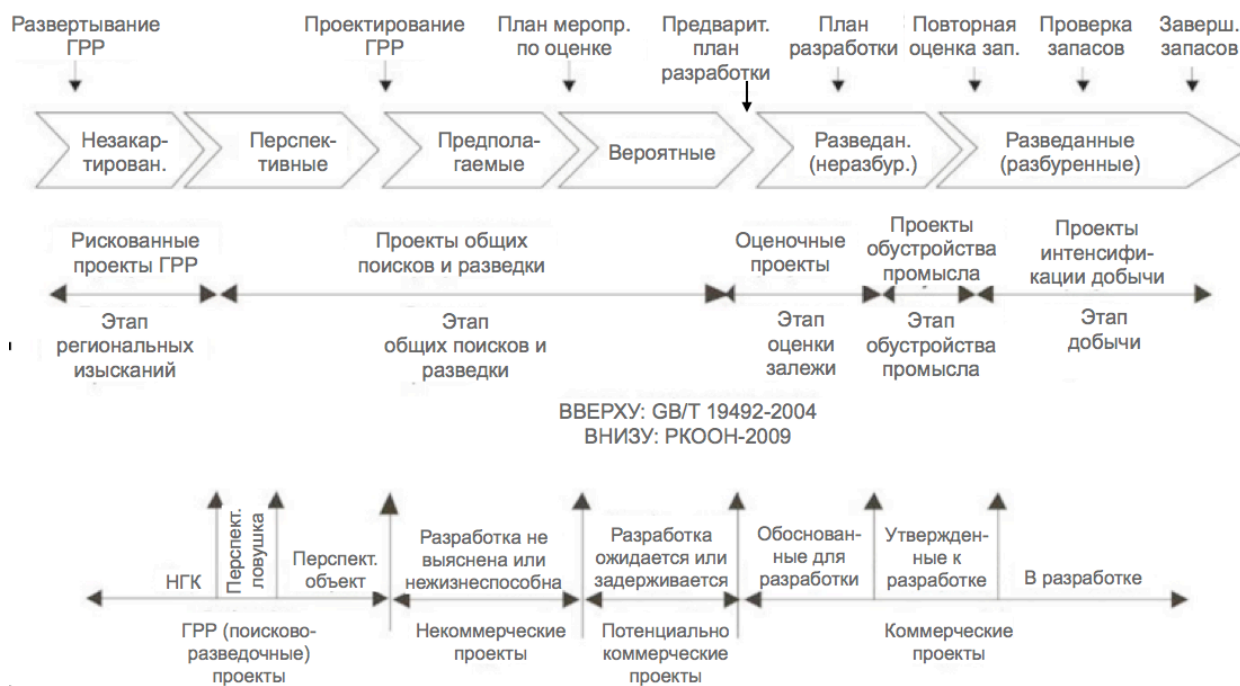 Развертывание
ГРР
Проектирование
ГРР
План меропр.
по оценке
Предварит.
план
разработки
План
разработки
Повторная
оценка зап.
Проверка
запасов
Заверш.
запасов
Незакар-
тирован.
Перспек-
тивные
Предпола-
гаемые
Вероятные
Разведан.
(неразбур.)
Разведанные
(разбуренные)
Рискованные
проекты ГРР
Проекты общих
поисков и разведки
Оценочные
проекты
Проекты
обустройства
промысла
Проекты
интенсифи-
кации добычи
Этап
региональных
изысканий
Этап
общих поисков и
разведки
Этап
оценки
залежи
Этап
обустройства
промысла
Этап
добычи
ВВЕРХУ: GB/T 19492-2004
ВНИЗУ: РКООН-2009
НГК
Перспект.
ловушка
Перспект.
объект
Разработка не
выяснена или
нежизнеспособна
Разработка
ожидается или
задерживается
Обоснован-
ные для
разработки
Утвержден-
ные к
разработке
В разработке
ГРР (поисково-
разведочные)
проекты
Некоммерческие
проекты
Потенциально
коммерческие
проекты
Коммерческие
проекты